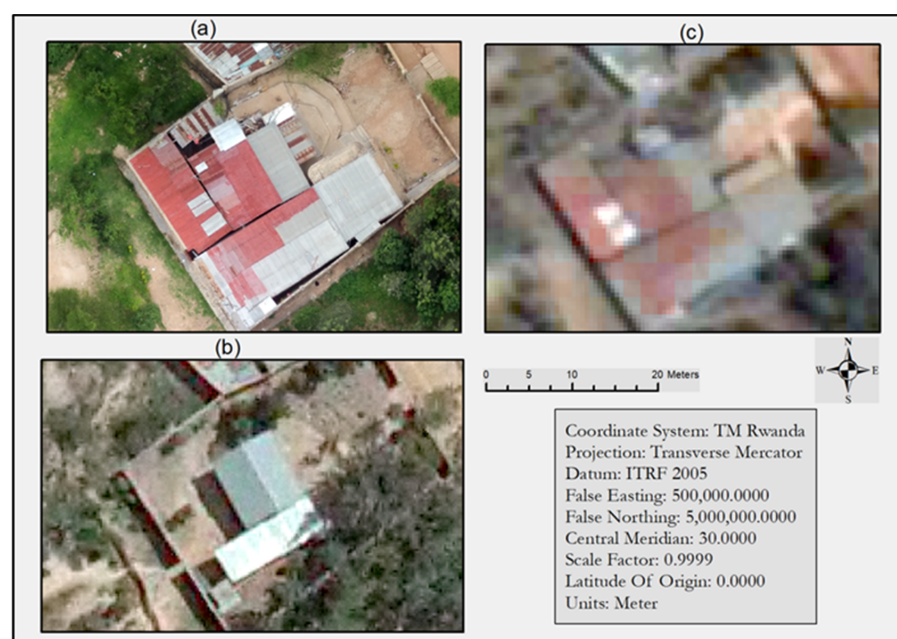 (a)
(c)
(b)
0 5 10 20 Meters
N
W E
S
Coordinate System: TM Rwanda
Projection: Transverse Mercator
Datum: ITRF 2005
False Easting: 500,000.0000
False Northing: 5,000,000.0000
Central Meridian: 30.0000
Scale Factor: 0.9999
Latitude Of Origin: 0.0000
Units: Meter